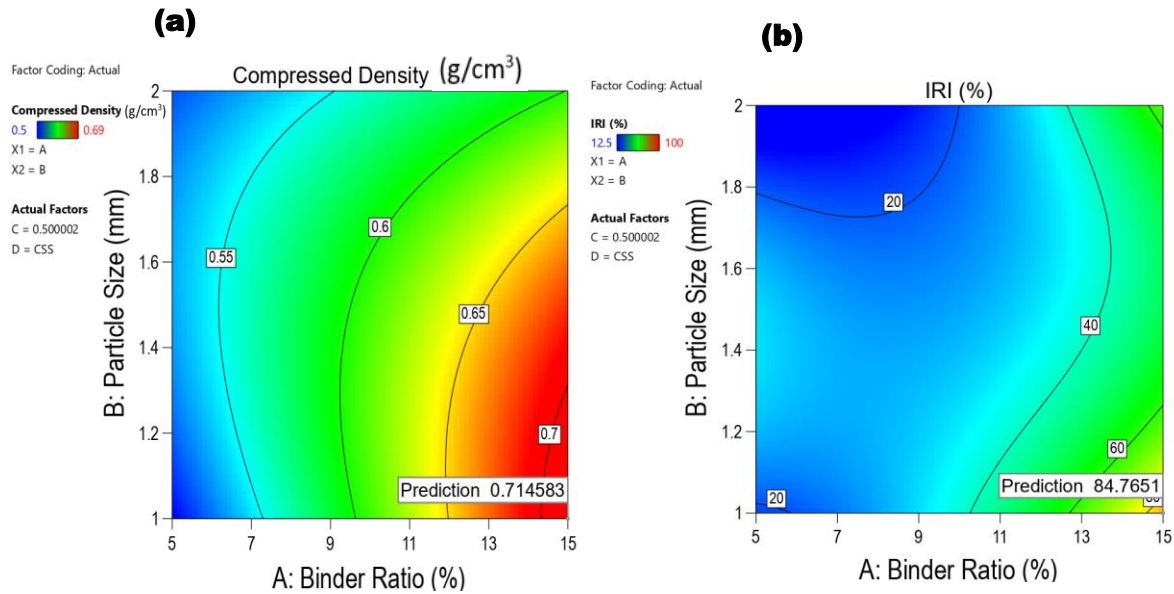 (a)
Factor Coding: Actual
Compressed Density (g/cm³)
Compressed Density (g/cm³)
0.5 0.69
X1 = A
X2 = B
Actual Factors
C = 0.500002
D = CSS
B: Particle Size (mm)
2
1.8
1.6
1.4
1.2
1
0.55
0.6
0.65
0.7
Prediction 0.714583
5 7 9 11 13 15
A: Binder Ratio (%)
(b)
Factor Coding: Actual
IRI (%)
IRI (%)
12.5 100
X1 = A
X2 = B
Actual Factors
C = 0.500002
D = CSS
B: Particle Size (mm)
2
1.8
1.6
1.4
1.2
1
20
40
60
20
Prediction 84.7651
5 7 9 11 13 15
A: Binder Ratio (%)